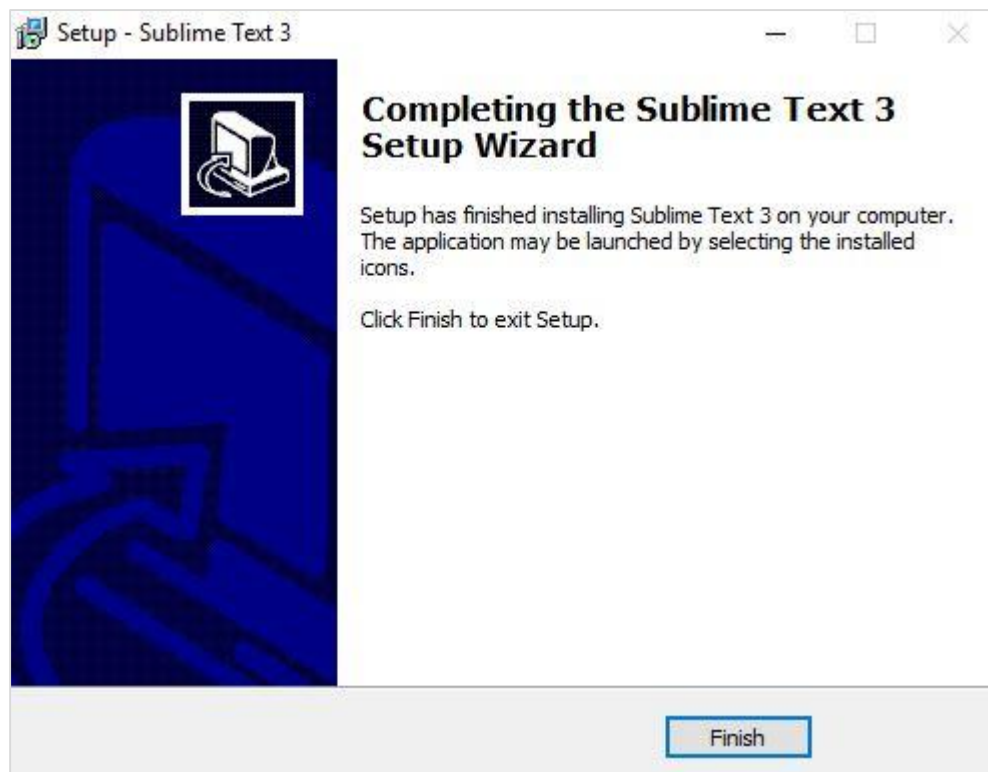 Setup - Sublime Text 3
Completing the Sublime Text 3
Setup Wizard
Setup has finished installing Sublime Text 3 on your computer.
The application may be launched by selecting the installed
icons.
Click Finish to exit Setup.
Finish